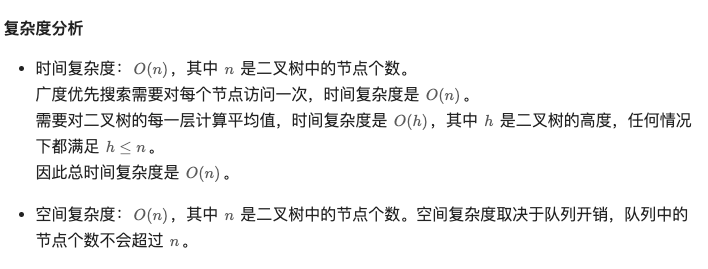 复杂度分析
• 时间复杂度：O(n)，其中 n 是二叉树中的节点个数。
广度优先搜索需要对每个节点访问一次，时间复杂度是 O(n)。
需要对二叉树的每一层计算平均值，时间复杂度是 O(h)，其中 h 是二叉树的高度，任何情况
下都满足 h ≤ n。
因此总时间复杂度是 O(n)。
• 空间复杂度：O(n)，其中 n 是二叉树中的节点个数。空间复杂度取决于队列开销，队列中的
节点个数不会超过 n。